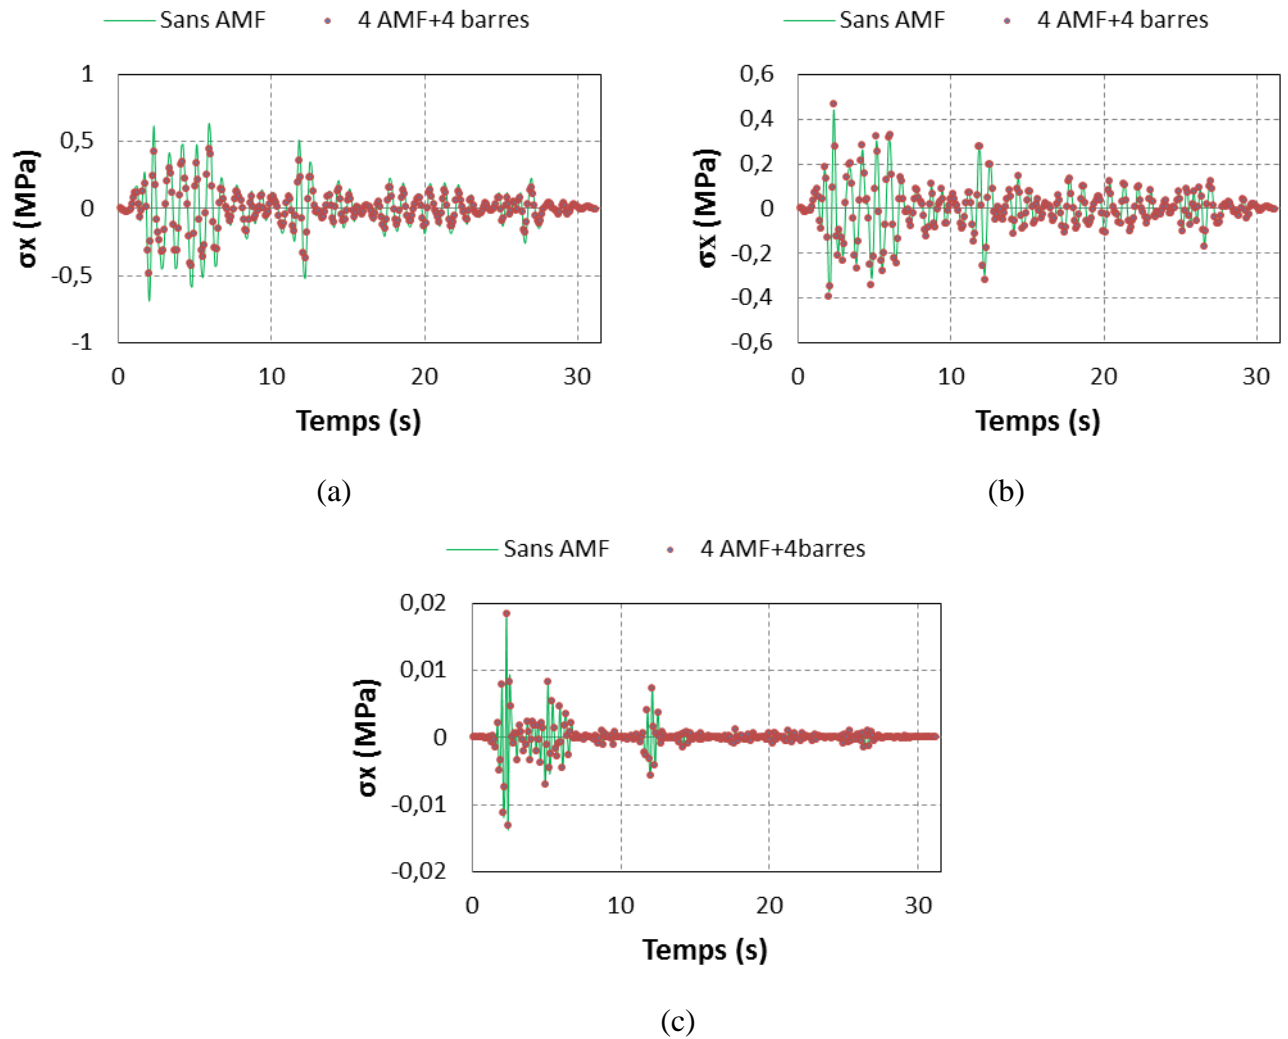 Sans AMF 4 AMF+4 barres
1
0,5
0
-0,5
-1
σx (MPa)
0 10 20 30
Temps (s)
(a)
Sans AMF 4 AMF+4 barres
0,6
0,4
0,2
0
-0,2
-0,4
-0,6
σx (MPa)
0 10 20 30
Temps (s)
(b)
Sans AMF 4 AMF+4barres
0,02
0,01
0
-0,01
-0,02
σx (MPa)
0 10 20 30
Temps (s)
(c)